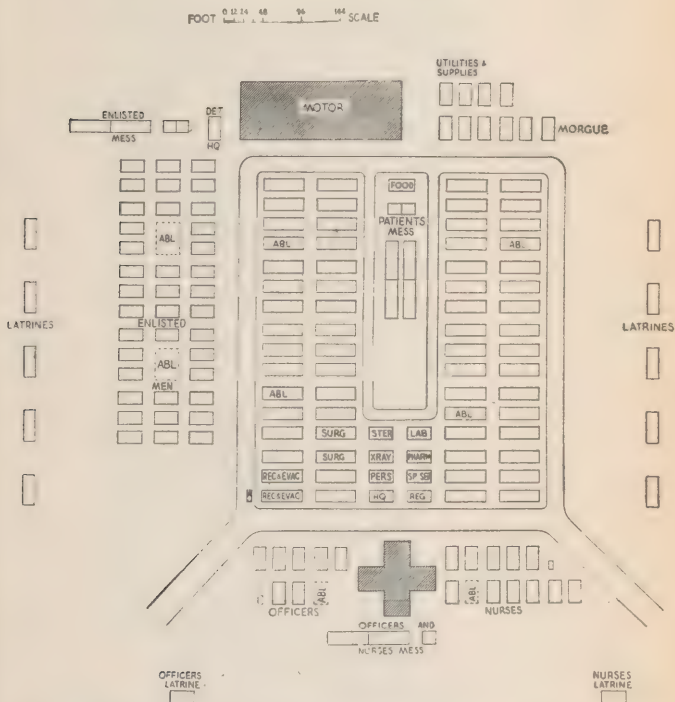 FOOT 0 12 24 48 96 144 SCALE
UTILITIES &
SUPPLIES
MOTOR
ENLISTED
MESS
DET
HQ
MORGUE
FOOD
PATIENTS
MESS
ABL
ABL
ABL
LATRINES
ENLISTED
LATRINES
ABL
MEN
ABL
ABL
SURG
STER
LAB
SURG
XRAY
PHARM
REC & EVAC
PERS
SP SER
REC & EVAC
HQ
REG
ABL
OFFICERS
ABL
NURSES
OFFICERS
AND
NURSES MESS
OFFICERS
LATRINE
NURSES
LATRINE